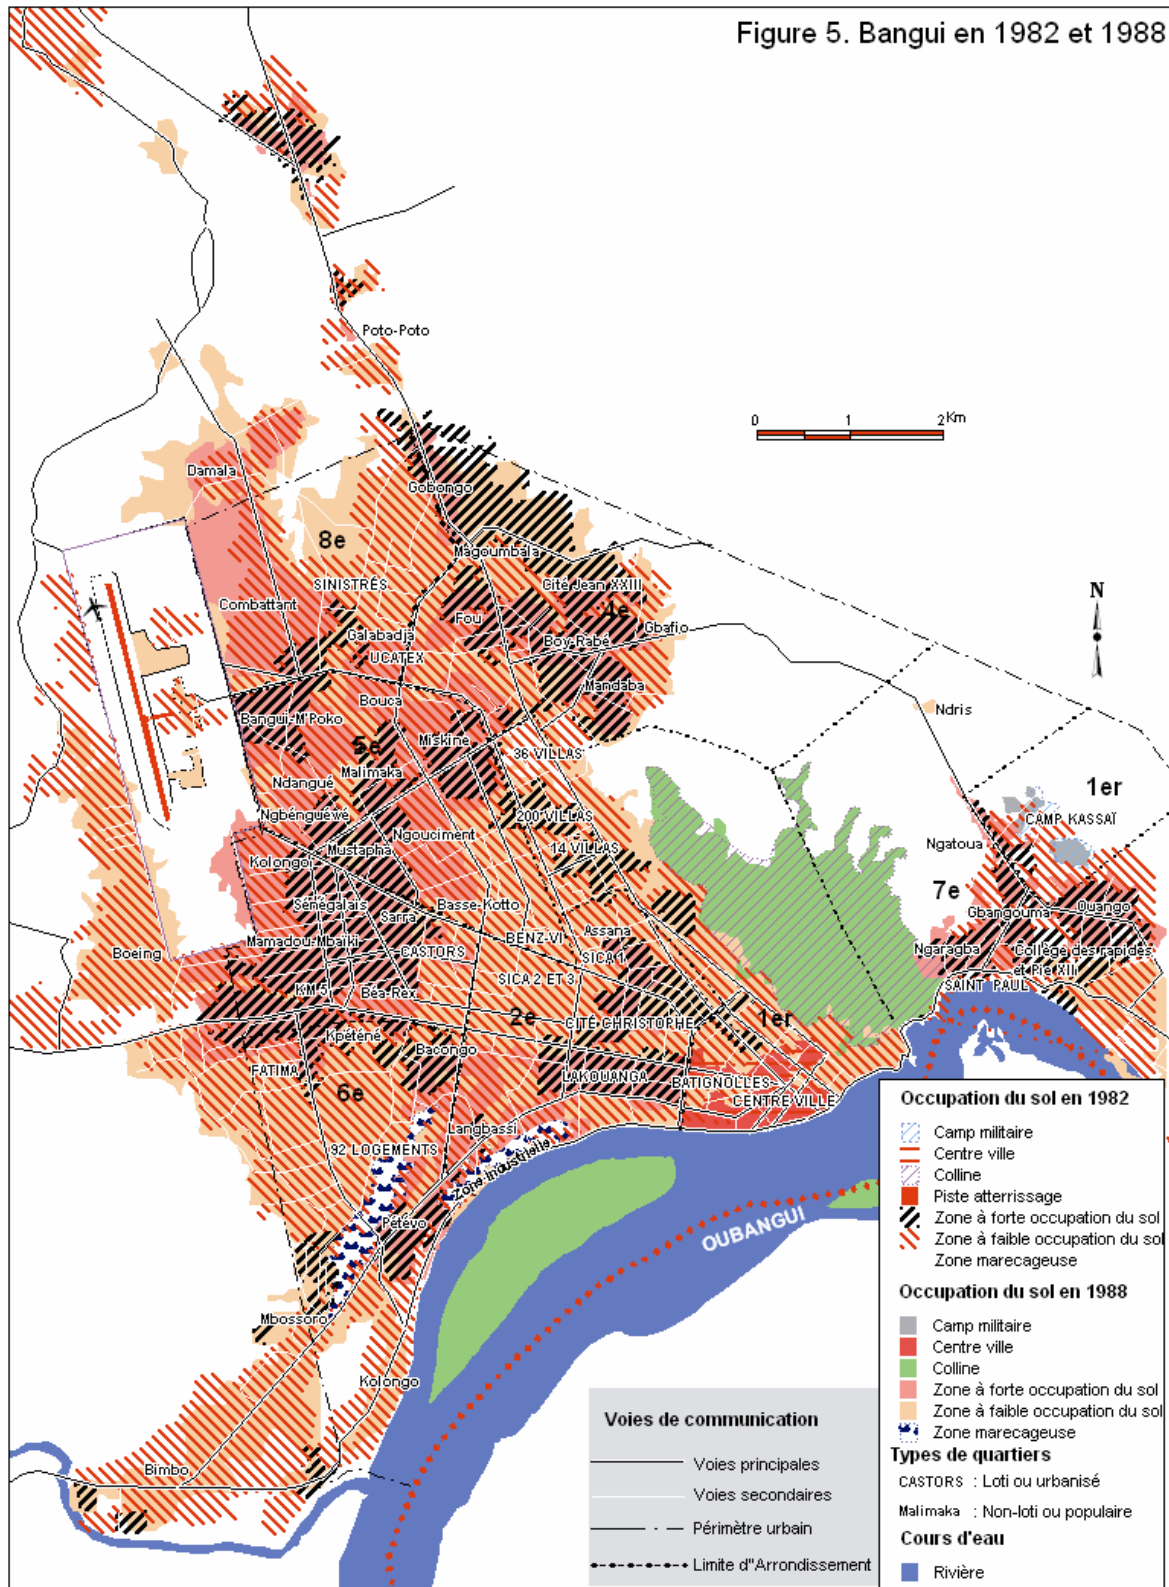 Figure 5. Bangui en 1982 et 1988
Poto-Poto
0 1 2 Km
Damala
Gobongo
8e
Magoumbala
SINISTRÉS
Cité Jean XXIII
N
Combattant
4e
Fou
Gbafio
Galabadja
Boy-Rabé
UCATEX
Mandaba
Bouca
Ndris
Bangui-M'Poko
Miskine
5e
36 VILLAS
Malimaka
Ndangué
1er
Ngbénguéwé
200 VILLAS
CAMP KASSAÏ
Ngouciment
Mustapha
14 VILLAS
Ngatoua
Kolongo
7e
Sénégalais
Basse-Kotto
Ouango
Sarra
Gbangouma
Assana
BENZ-VI
Mamadou-Mbaïki
CASTORS
Boeing
SICA 1
Ngaragba
Collège des rapides
et Pie XII
SICA 2 ET 3
SAINT PAUL
KM 5
Béa-Rex
2e
CITÉ CHRISTOPHE
1er
Kpéténé
Bacongo
FATIMA
LAKOUANGA
BATIGNOLLES
6e
CENTRE VILLE
Langbassi
92 LOGEMENTS
Zone industrielle
Pétévo
OUBANGUI
Mbossoro
Kolongo
Bimbo
Occupation du sol en 1982
Camp militaire
Centre ville
Colline
Piste atterrissage
Zone à forte occupation du sol
Zone à faible occupation du sol
Zone marecageuse
Occupation du sol en 1988
Camp militaire
Centre ville
Colline
Zone à forte occupation du sol
Zone à faible occupation du sol
Zone marecageuse
Types de quartiers
CASTORS : Loti ou urbanisé
Malimaka : Non-loti ou populaire
Cours d'eau
Rivière
Voies de communication
Voies principales
Voies secondaires
Périmètre urbain
Limite d"Arrondissement